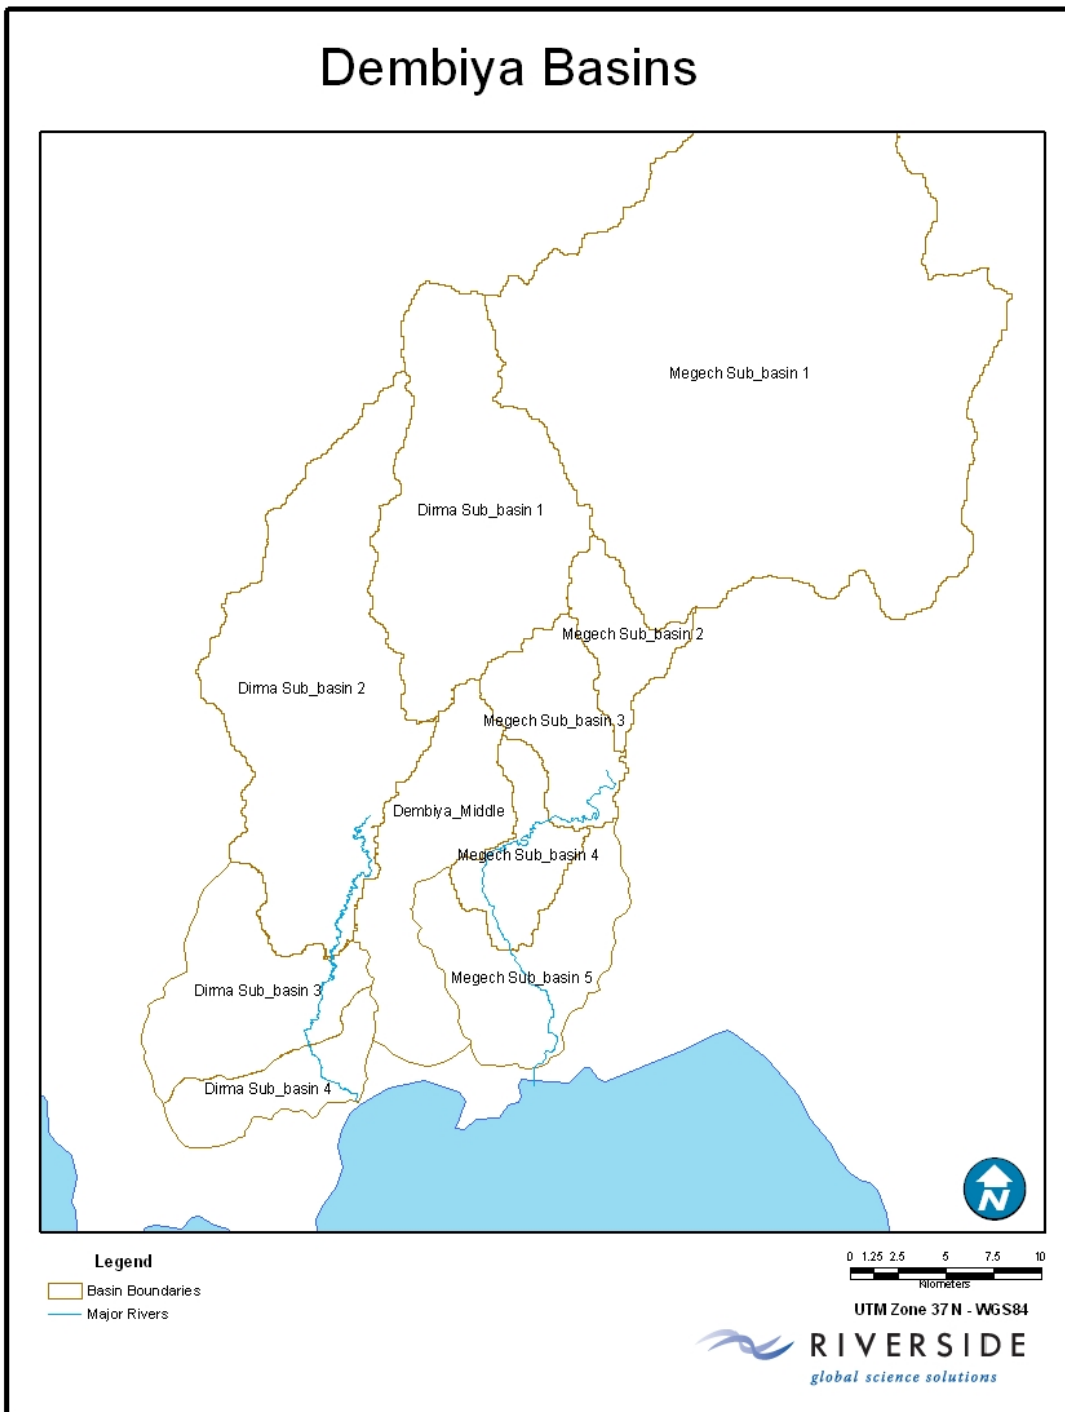 Dembiya Basins
Megech Sub_basin 1
Dirma Sub_basin 1
Megech Sub_basin 2
Dirma Sub_basin 2
Megech Sub_basin 3
Dembiya_Middle
Megech Sub_basin 4
Megech Sub_basin 5
Dirma Sub_basin 3
Dirma Sub_basin 4
N
Legend
Basin Boundaries
Major Rivers
0 1.25 2.5 5 7.5 10
Kilometers
UTM Zone 37 N - WGS84
RIVERSIDE
global science solutions